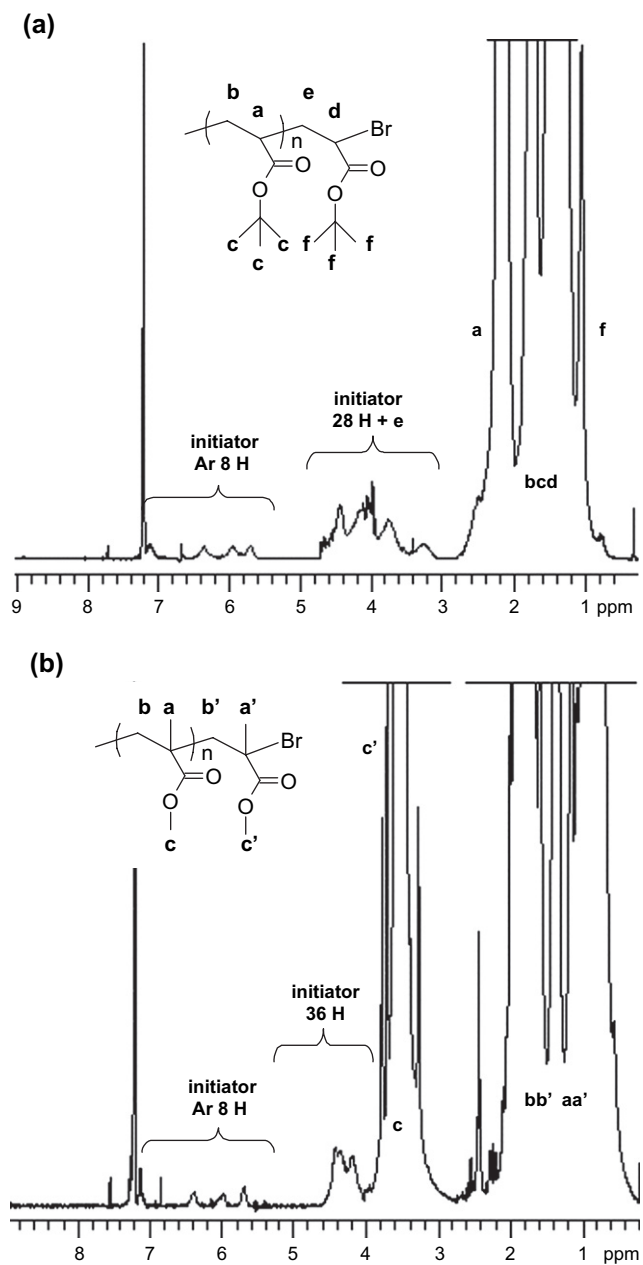 (a)
b
e
a
d
Br
n
O
O
O
O
c
c
f
f
c
f
a
f
initiator
28 H + e
initiator
Ar 8 H
bcd
9 8 7 6 5 4 3 2 1 ppm
(b)
b a b' a'
Br
n
O
O
O
O
c c'
c'
initiator
36 H
initiator
Ar 8 H
bb' aa'
c
8 7 6 5 4 3 2 1 ppm